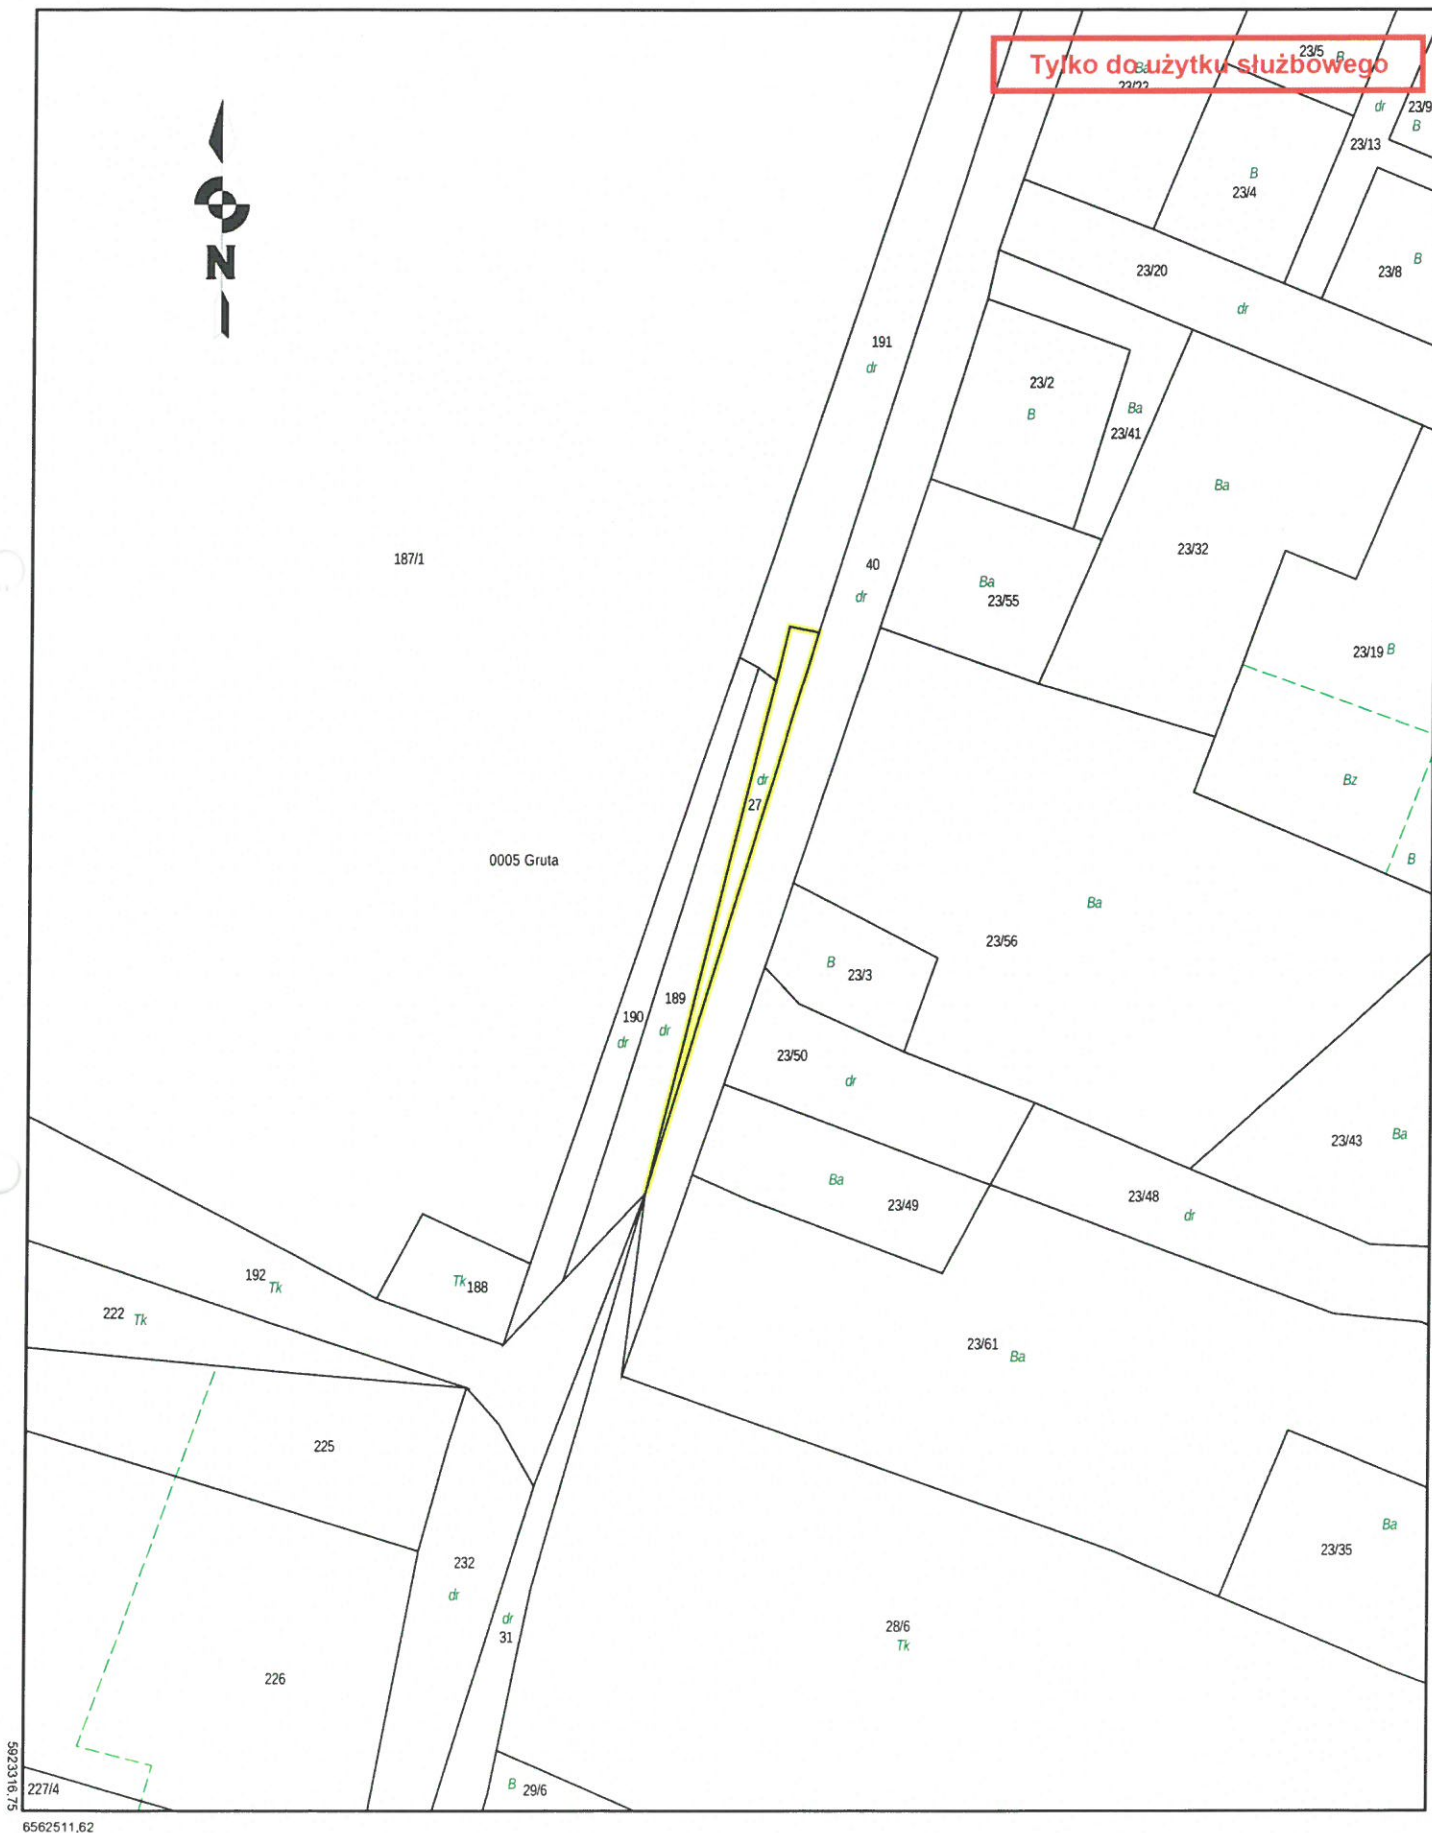 Tylko do użytku służbowego
23/5 B
Ba
23/22
dr 23/9
B
23/13
B
23/4
N
23/20
dr
23/8 B
191
dr
23/2
B
Ba
23/41
Ba
187/1
23/32
40
dr
Ba
23/55
23/19 B
dr
27
Bz
B
0005 Gruta
Ba
23/56
B 23/3
189
dr
190
dr
23/50
dr
23/43 Ba
Ba
23/49
23/48
dr
192 Tk
Tk 188
222 Tk
23/61 Ba
225
Ba
23/35
232
dr
dr
31
28/6
Tk
226
5923316,75
227/4
B 29/6
6562511,62